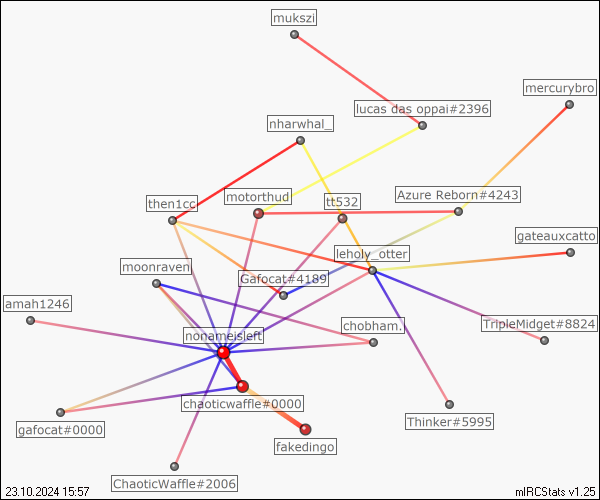 mukszi
mercurybro
lucas das oppai#2396
nharwhal_
motorthud
tt532
Azure Reborn#4243
then1cc
gateauxcatto
leholy_otter
moonraven
Gafocat#4189
amah1246
chobham.
TripleMidget#8824
nonameisleft
chaoticwaffle#0000
gafocat#0000
Thinker#5995
fakedingo
ChaoticWaffle#2006
23.10.2024 15:57
mIRCStats v1.25